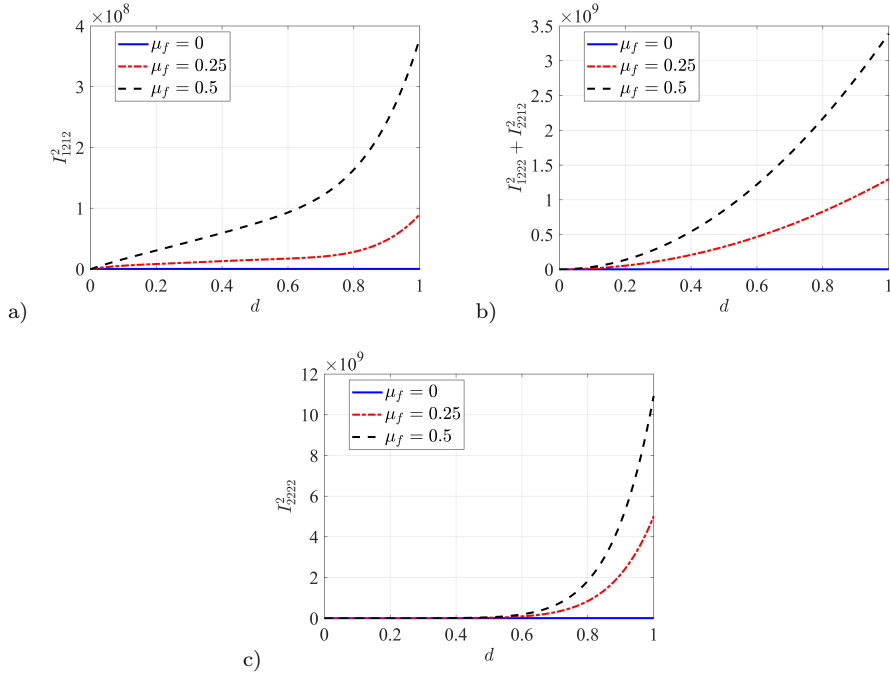 ×10^8
4
3
2
1
0
I^2_{1212}
μ_f = 0
μ_f = 0.25
μ_f = 0.5
0 0.2 0.4 0.6 0.8 1
d
a)
×10^9
3.5
3
2.5
2
1.5
1
0.5
0
I^2_{1222} + I^2_{2212}
μ_f = 0
μ_f = 0.25
μ_f = 0.5
0 0.2 0.4 0.6 0.8 1
d
b)
×10^9
12
10
8
6
4
2
0
I^2_{2222}
μ_f = 0
μ_f = 0.25
μ_f = 0.5
0 0.2 0.4 0.6 0.8 1
d
c)